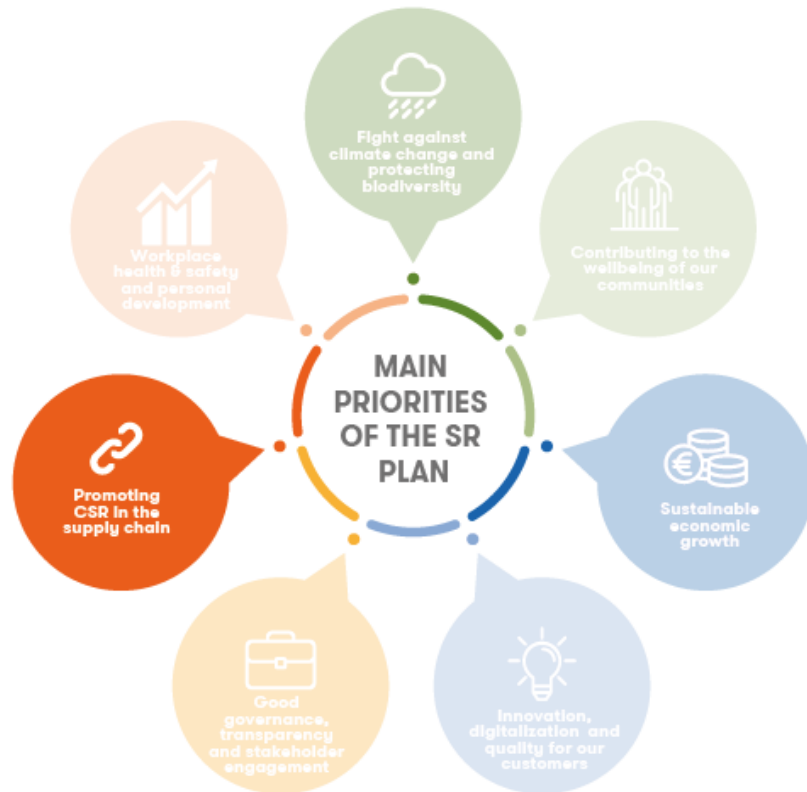 MAIN
PRIORITIES
OF THE SR
PLAN
Fight against
climate change and
protecting
biodiversity
Contributing to the
wellbeing of our
communities
€
Sustainable
economic
growth
Innovation,
digitalization and
quality for our
customers
Good
governance,
transparency
and stakeholder
engagement
Promoting
CSR in the
supply chain
Workplace
health & safety
and personal
development